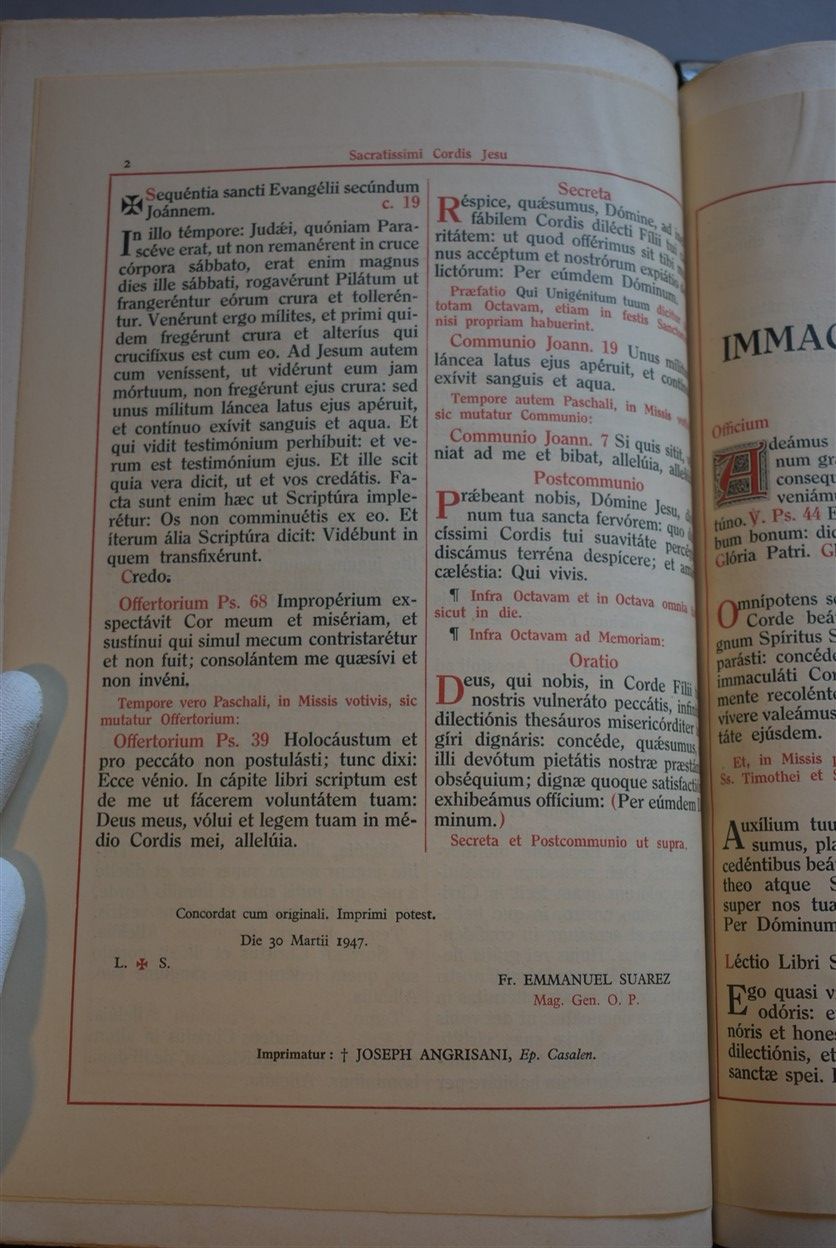 2
Sacratissimi Cordis Jesu
✠ Sequéntia sancti Evangélii secúndum
Joánnem. c. 19
In illo témpore: Judǽi, quóniam Para-
scéve erat, ut non remanérent in cruce
córpora sábbato, erat enim magnus
dies ille sábbati, rogavérunt Pilátum ut
frangeréntur eórum crura et tolleren-
tur. Venérunt ergo mílites, et primi qui-
dem fregérunt crura et alteríus qui
crucifíxus est cum eo. Ad Jesum autem
cum veníssent, ut vidérunt eum jam
mórtuum, non fregérunt ejus crura: sed
unus mílitum láncea latus ejus apéruit,
et contínuo exívit sanguis et aqua. Et
qui vidit testimónium perhíbuit: et ve-
rum est testimónium ejus. Et ille scit
quia vera dicit, ut et vos credátis. Fa-
cta sunt enim hæc ut Scriptúra imple-
rétur: Os non comminuétis ex eo. Et
íterum ália Scriptúra dicit: Vidébunt in
quem transfixérunt.
Credo.
Offertorium Ps. 68 Impropérium ex-
spectávit Cor meum et misériam, et
sustínui qui simul mecum contristarétur
et non fuit; consolántem me quæsívi et
non invéni.
Tempore vero Paschali, in Missis votivis, sic
mutatur Offertorium:
Offertorium Ps. 39 Holocáustum et
pro peccáto non postulásti; tunc dixi:
Ecce vénio. In cápite libri scriptum est
de me ut fácerem voluntátem tuam:
Deus meus, vólui et legem tuam in mé-
dio Cordis mei, allelúia.
Secreta
Réspice, quǽsumus, Dómine, ad
fábilem Cordis dilécti Fílii tui
ritátem: ut quod offérimus sit tibi
nus accéptum et nostrórum expiátio
lictórum: Per eúmdem Dóminum.
Præfatio Qui Unigénitum tuum dicitur
totam Octavam, etiam in festis
nisi propriam habuerint.
Communio Joann. 19 Unus
láncea latus ejus apéruit, et
exívit sanguis et aqua.
Tempore autem Paschali, in Missis
sic mutatur Communio:
Communio Joann. 7 Si quis sitit,
niat ad me et bibat, allelúia,
Postcommunio
Prǽbeant nobis, Dómine Jesu,
num tua sancta fervórem: quo
císsimi Cordis tui suavitáte
discámus terréna despícere; et
cæléstia: Qui vivis.
¶ Infra Octavam et in Octava omnia
sicut in die.
¶ Infra Octavam ad Memoriam:
Oratio
Deus, qui nobis, in Corde Fílii
nostris vulneráto peccátis,
dilectiónis thesáuros misericórditer
gíri dignáris: concéde, quǽsumus,
illi devótum pietátis nostræ
obséquium; dignæ quoque
exhibeámus offícium: (Per eúmdem
minum.)
Secreta et Postcommunio ut supra.
Concordat cum originali. Imprimi potest.
Die 30 Martii 1947.
L. ✠ S.
Fr. EMMANUEL SUAREZ
Mag. Gen. O. P.
Imprimatur: † JOSEPH ANGRISANI, Ep. Casalen.
IMMAC
Officium
Adeámus
num
consequ
veniám
túno. ℣. Ps. 44
bum bonum:
Glória Patri.
Omnípotens
Corde
gnum Spíritus S
parásti:
immaculáti
mente
vívere valeámus
táte ejúsdem.
Et, in Missis
Ss. Timothei et
Auxílium
sumus,
cedéntibus
theo atque
super nos
Per Dóminum
Léctio Libri
Ego quasi
odóris:
nóris et
dilectiónis, et
sanctæ spei.